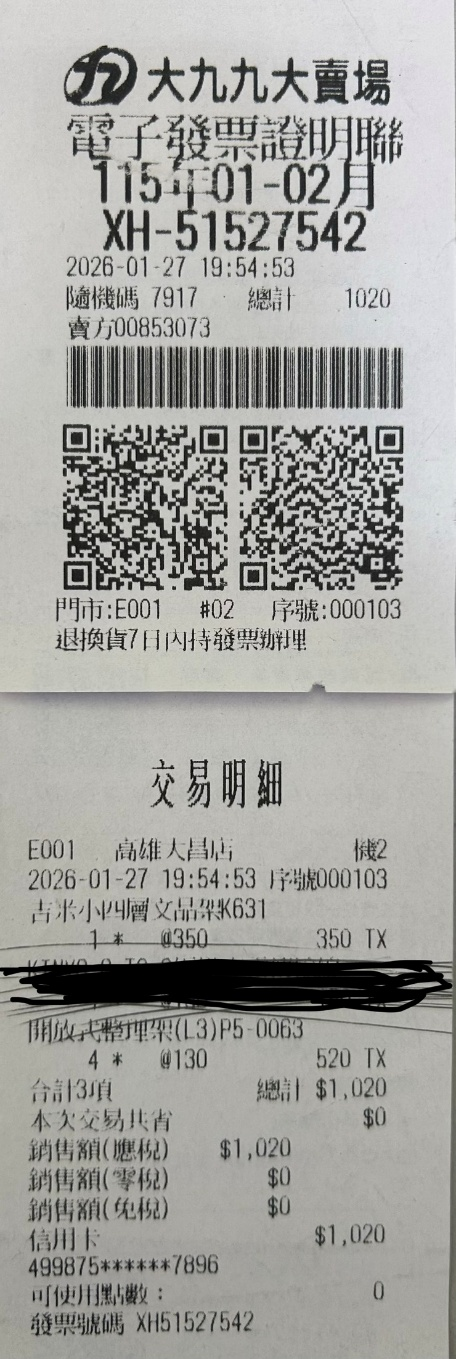 大九九大賣場
電子發票證明聯
115年01-02月
XH-51527542
2026-01-27 19:54:53
隨機碼 7917 總計 1020
賣方00853073
門市:E001 #02 序號:000103
退換貨7日內持發票辦理
交易明細
E001 高雄大昌店 機2
2026-01-27 19:54:53 序號000103
吉米小四層文品架K631
1 * @350 350 TX
開放式整理架(L3)P5-0063
4 * @130 520 TX
合計3項 總計 $1,020
本次交易共省 $0
銷售額(應稅) $1,020
銷售額(零稅) $0
銷售額(免稅) $0
信用卡 $1,020
499875******7896
可使用點數: 0
發票號碼 XH51527542